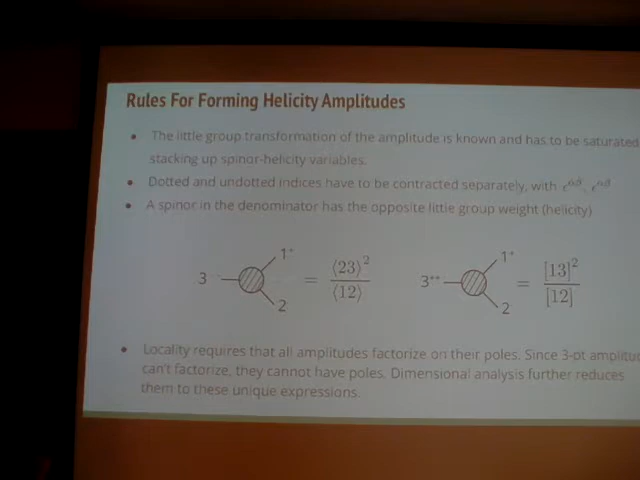 Rules For Forming Helicity Amplitudes
• The little group transformation of the amplitude is known and has to be saturated
stacking up spinor-helicity variables.
• Dotted and undotted indices have to be contracted separately, with
• A spinor in the denominator has the opposite little group weight (helicity)
1⁺
3
2
= ⟨23⟩² / ⟨12⟩
1⁺
3⁺⁺
2
= [13]² / [12]
• Locality requires that all amplitudes factorize on their poles. Since 3-pt
can't factorize, they cannot have poles. Dimensional analysis further reduces
them to these unique expressions.